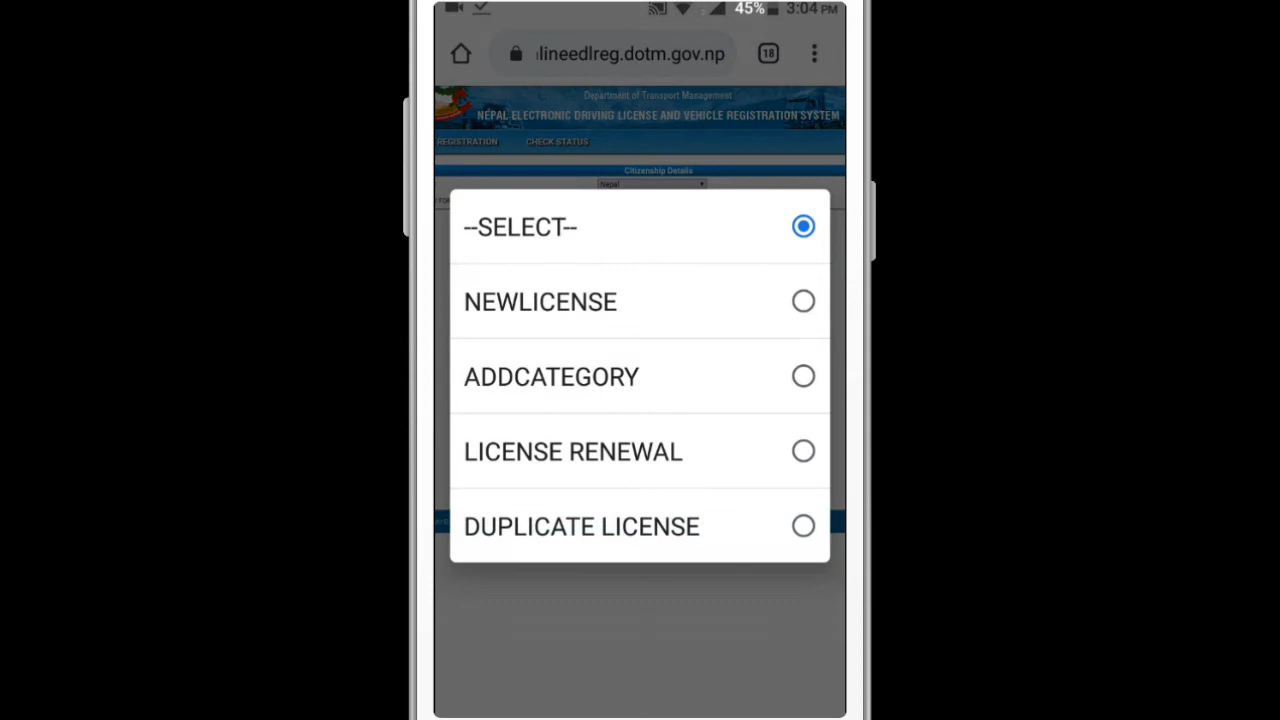 45% 3:04 PM
lineedlreg.dotm.gov.np 18
Department of Transport Management
NEPAL ELECTRONIC DRIVING LICENSE AND VEHICLE REGISTRATION SYSTEM
REGISTRATION CHECK STATUS
Citizenship Details
Nepal
--SELECT--
NEWLICENSE
ADDCATEGORY
LICENSE RENEWAL
DUPLICATE LICENSE